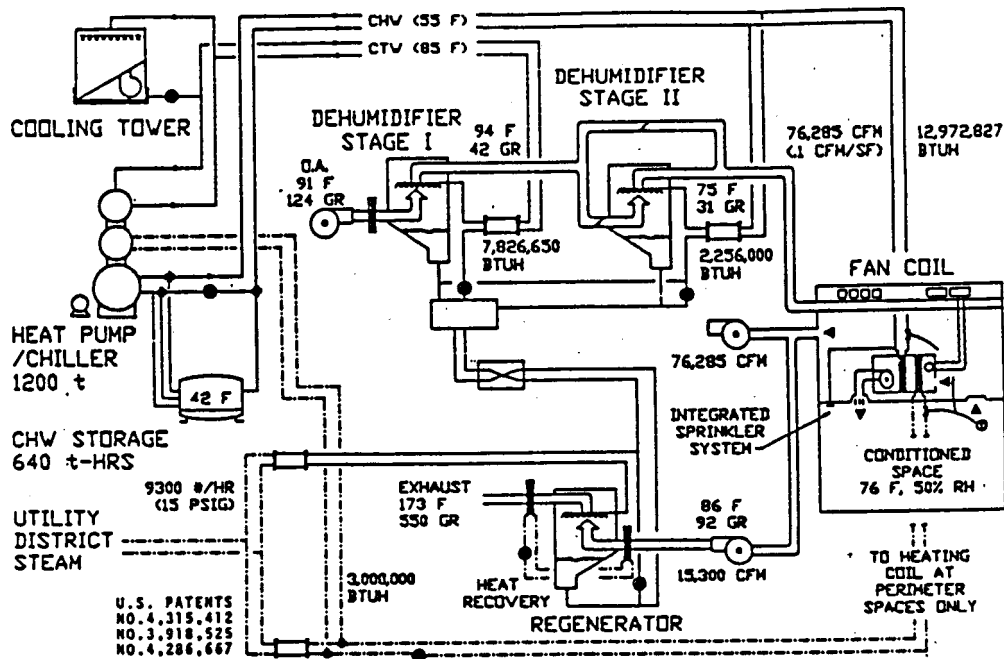 CHW (55 F)
CTW (85 F)
COOLING TOWER
DEHUMIDIFIER
STAGE I
DEHUMIDIFIER
STAGE II
94 F
42 GR
O.A.
91 F
124 GR
7,826,650
BTUH
75 F
31 GR
2,256,000
BTUH
76,285 CFM
(.1 CFM/SF)
12,972,827
BTUH
FAN COIL
HEAT PUMP
/CHILLER
1200 t
42 F
CHW STORAGE
640 t-HRS
76,285 CFM
INTEGRATED
SPRINKLER
SYSTEM
CONDITIONED
SPACE
76 F, 50% RH
9300 #/HR
(15 PSIG)
UTILITY
DISTRICT
STEAM
EXHAUST
173 F
550 GR
86 F
92 GR
15,300 CFM
3,000,000
BTUH
HEAT
RECOVERY
REGENERATOR
TO HEATING
COIL AT
PERIMETER
SPACES ONLY
U.S. PATENTS
NO.4,315,412
NO.3,918,525
NO.4,286,667